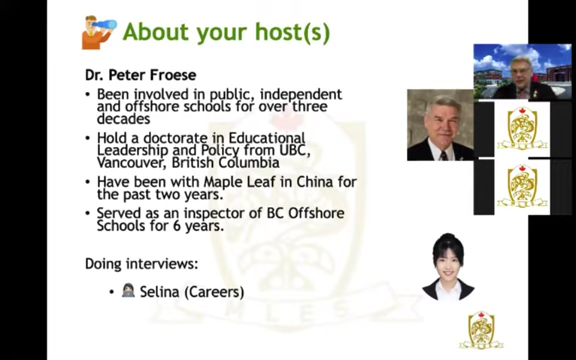 About your host(s)
Dr. Peter Froese
• Been involved in public, independent
and offshore schools for over three
decades
• Hold a doctorate in Educational
Leadership and Policy from UBC,
Vancouver, British Columbia
• Have been with Maple Leaf in China for
the past two years.
• Served as an inspector of BC Offshore
Schools for 6 years.
Doing interviews:
• Selina (Careers)
MLES